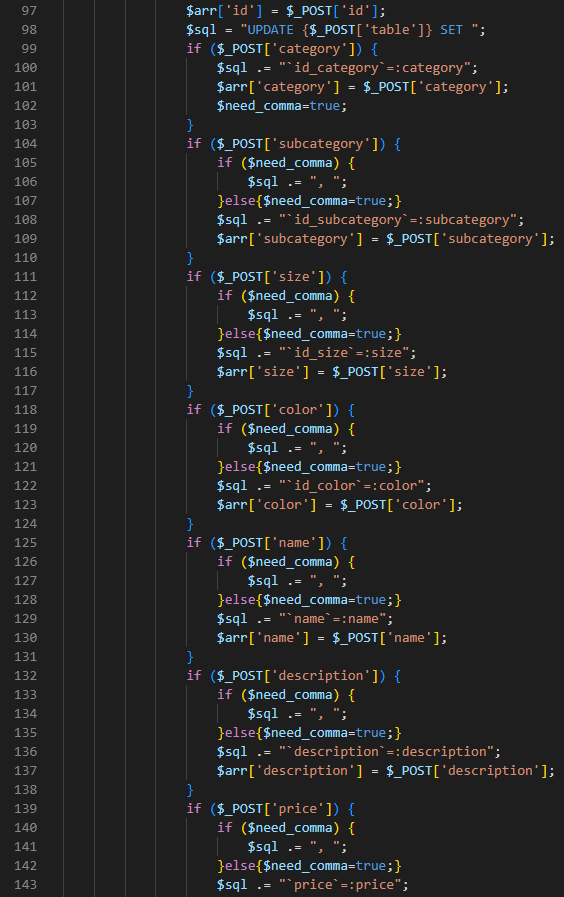 97 $arr['id'] = $_POST['id'];
98 $sql = "UPDATE {$_POST['table']} SET ";
99 if ($_POST['category']) {
100 $sql .= "`id_category`=:category";
101 $arr['category'] = $_POST['category'];
102 $need_comma=true;
103 }
104 if ($_POST['subcategory']) {
105 if ($need_comma) {
106 $sql .= ", ";
107 }else{$need_comma=true;}
108 $sql .= "`id_subcategory`=:subcategory";
109 $arr['subcategory'] = $_POST['subcategory'];
110 }
111 if ($_POST['size']) {
112 if ($need_comma) {
113 $sql .= ", ";
114 }else{$need_comma=true;}
115 $sql .= "`id_size`=:size";
116 $arr['size'] = $_POST['size'];
117 }
118 if ($_POST['color']) {
119 if ($need_comma) {
120 $sql .= ", ";
121 }else{$need_comma=true;}
122 $sql .= "`id_color`=:color";
123 $arr['color'] = $_POST['color'];
124 }
125 if ($_POST['name']) {
126 if ($need_comma) {
127 $sql .= ", ";
128 }else{$need_comma=true;}
129 $sql .= "`name`=:name";
130 $arr['name'] = $_POST['name'];
131 }
132 if ($_POST['description']) {
133 if ($need_comma) {
134 $sql .= ", ";
135 }else{$need_comma=true;}
136 $sql .= "`description`=:description";
137 $arr['description'] = $_POST['description'];
138 }
139 if ($_POST['price']) {
140 if ($need_comma) {
141 $sql .= ", ";
142 }else{$need_comma=true;}
143 $sql .= "`price`=:price";